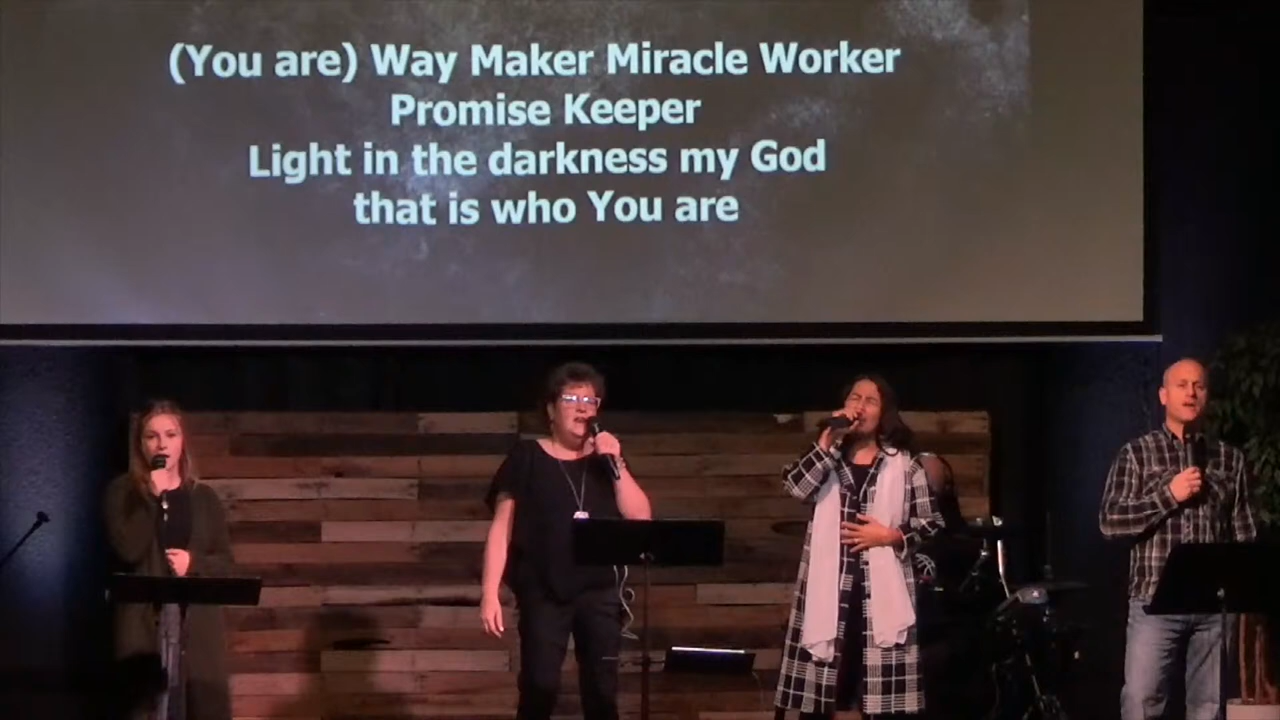 (You are) Way Maker Miracle Worker
Promise Keeper
Light in the darkness my God
that is who You are